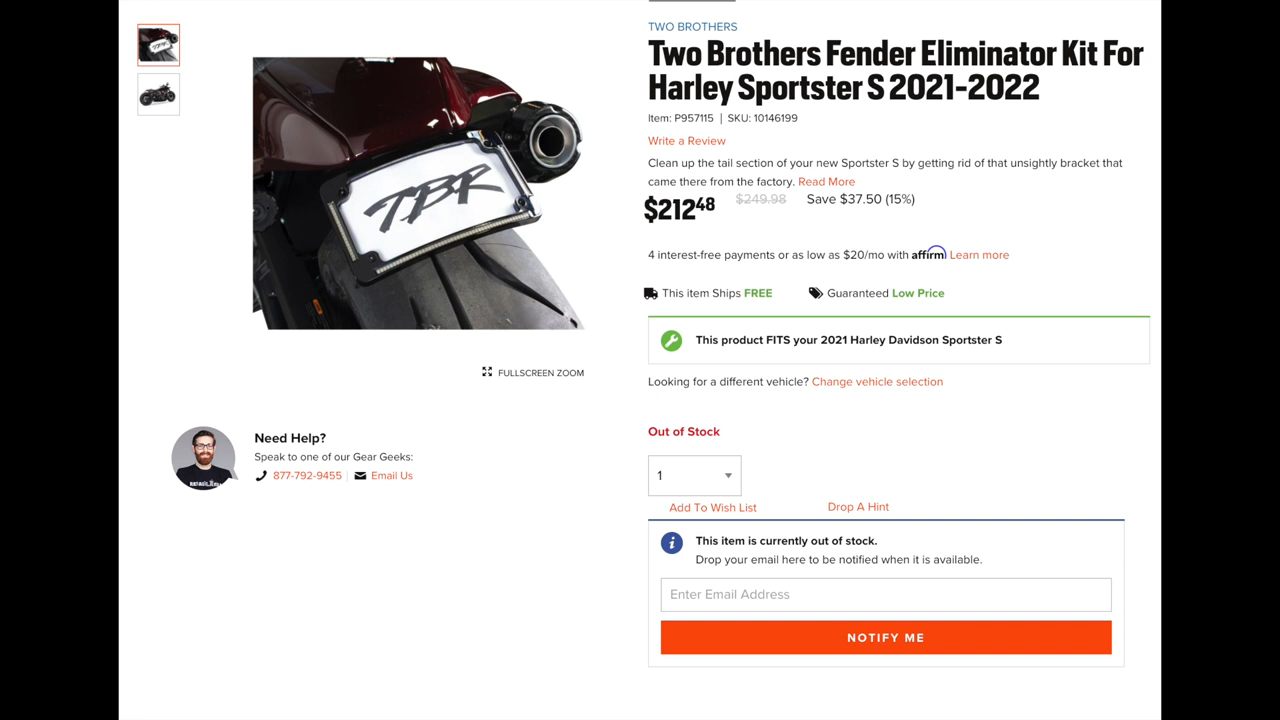 TWO BROTHERS
Two Brothers Fender Eliminator Kit For
Harley Sportster S 2021-2022
Item: P957115 | SKU: 10146199
Write a Review
Clean up the tail section of your new Sportster S by getting rid of that unsightly bracket that
came there from the factory. Read More
$21248 $249.98 Save $37.50 (15%)
4 interest-free payments or as low as $20/mo with affirm Learn more
This item Ships FREE Guaranteed Low Price
This product FITS your 2021 Harley Davidson Sportster S
Looking for a different vehicle? Change vehicle selection
Out of Stock
1
Add To Wish List Drop A Hint
This item is currently out of stock.
Drop your email here to be notified when it is available.
Enter Email Address
NOTIFY ME
TBR
FULLSCREEN ZOOM
Need Help?
Speak to one of our Gear Geeks:
877-792-9455 | Email Us